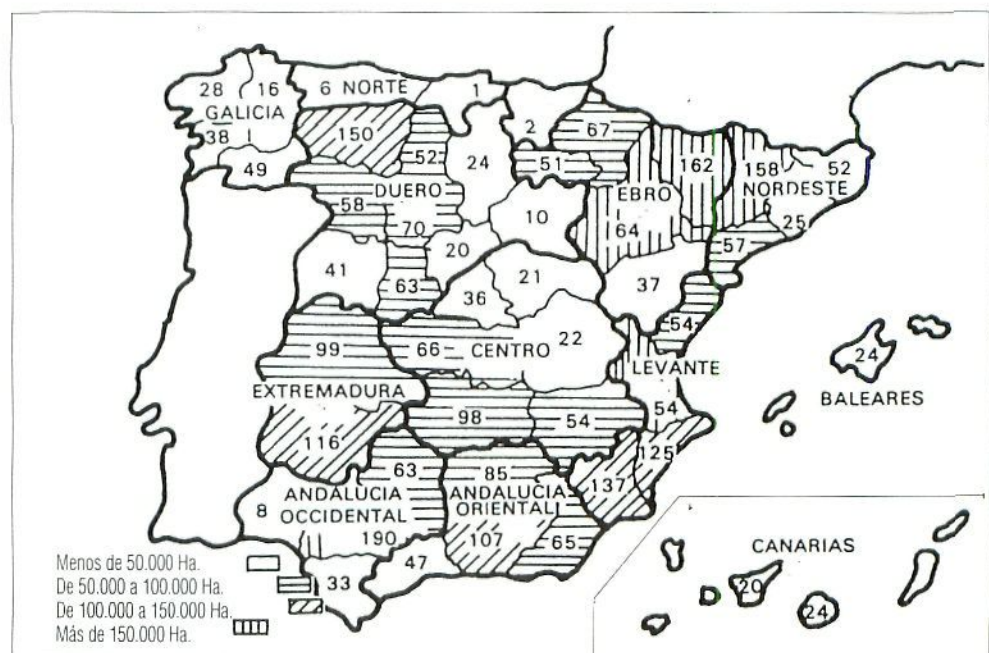 28 16 6 NORTE 1
GALICIA 2 67
38 150 52 24 51 162 158 52
49 DUERO EBRO NORDESTE
58 70 10 64 25
41 20 21 57
63 36 37
99 66 CENTRO 22 54 24
LEVANTE
EXTREMADURA BALEARES
98 54 54
116 125
63 85 137
8 ANDALUCIA ANDALUCIA
OCCIDENTAL ORIENTAL
190 107 65 CANARIAS
Menos de 50.000 Ha. 47
De 50.000 a 100.000 Ha. 33 20 24
De 100.000 a 150.000 Ha.
Más de 150.000 Ha.